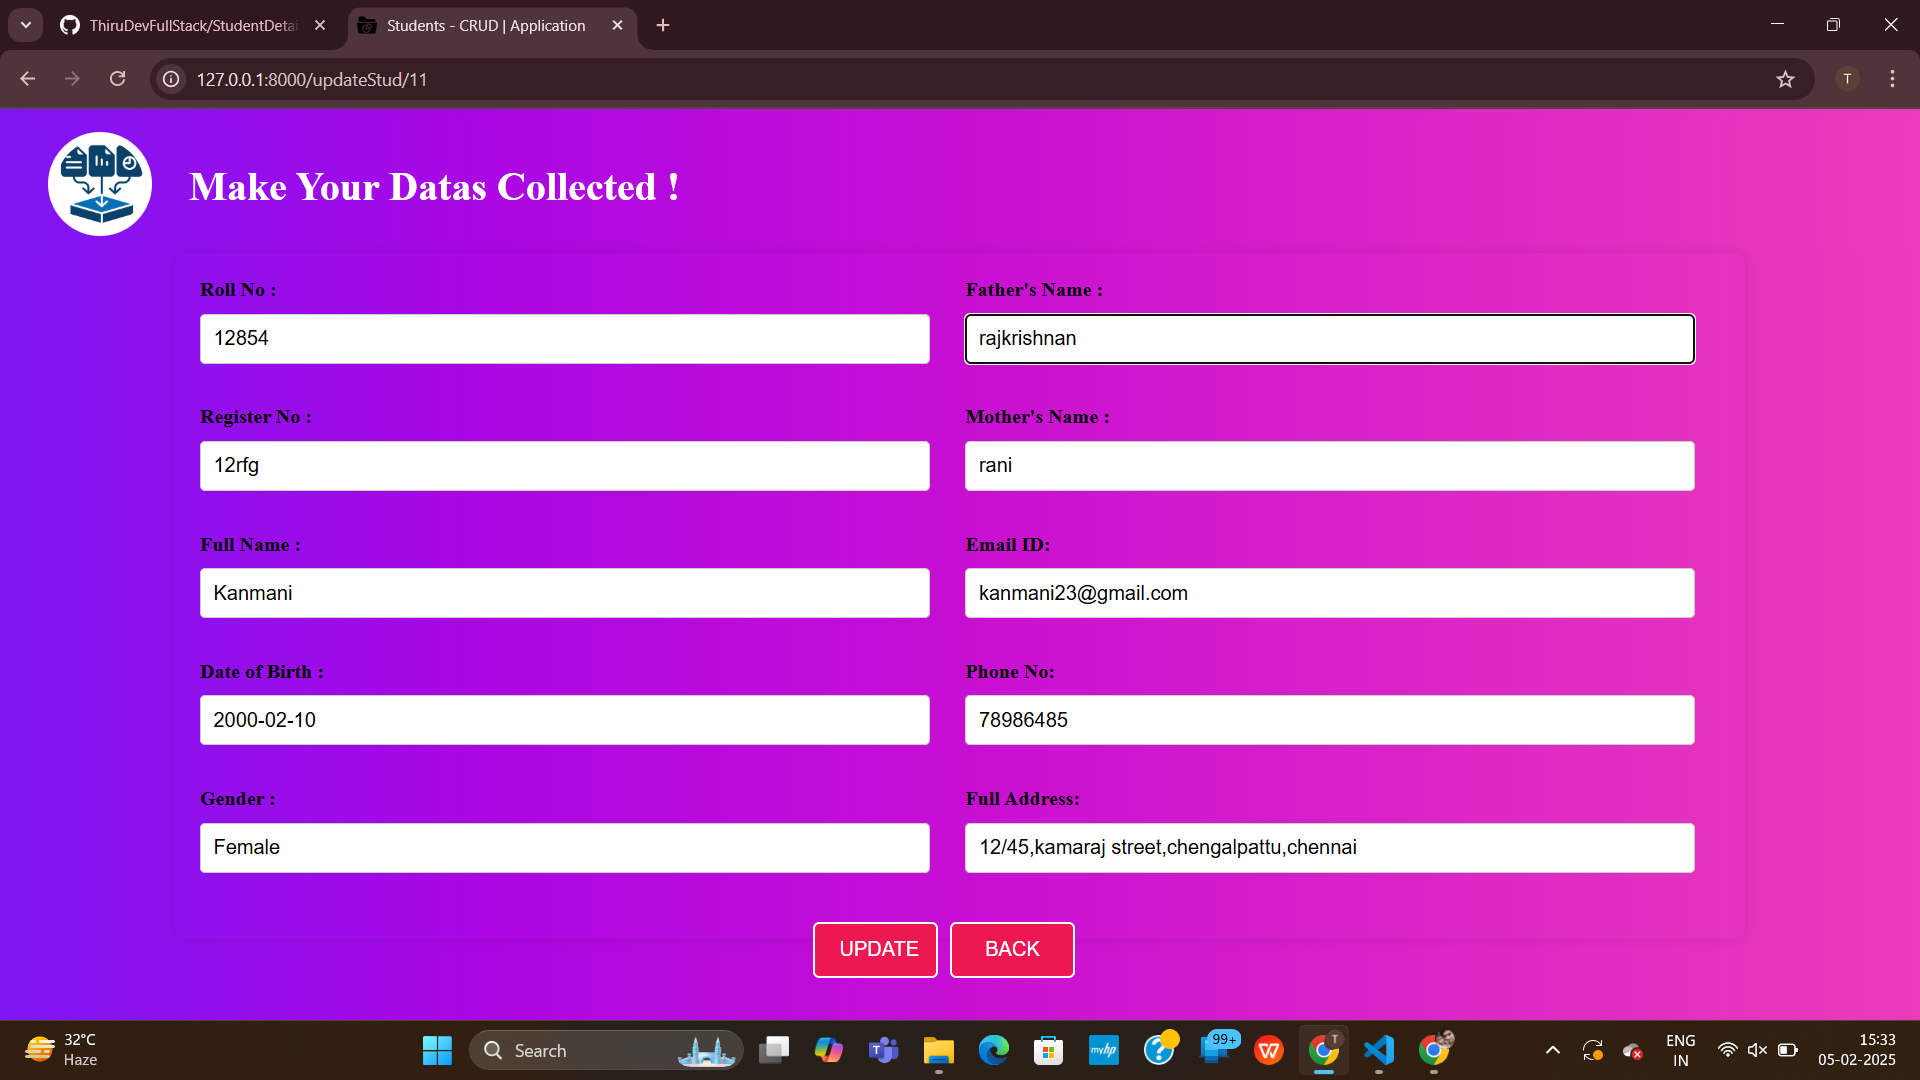 ThiruDevFullStack/StudentDetai
Students - CRUD | Application
127.0.0.1:8000/updateStud/11
T
Make Your Datas Collected !
Roll No :
12854
Father's Name :
rajkrishnan
Register No :
12rfg
Mother's Name :
rani
Full Name :
Kanmani
Email ID:
kanmani23@gmail.com
Date of Birth :
2000-02-10
Phone No:
78986485
Gender :
Female
Full Address:
12/45,kamaraj street,chengalpattu,chennai
UPDATE
BACK
32°C
Haze
Search
myhp
99+
T
ENG
IN
15:33
05-02-2025